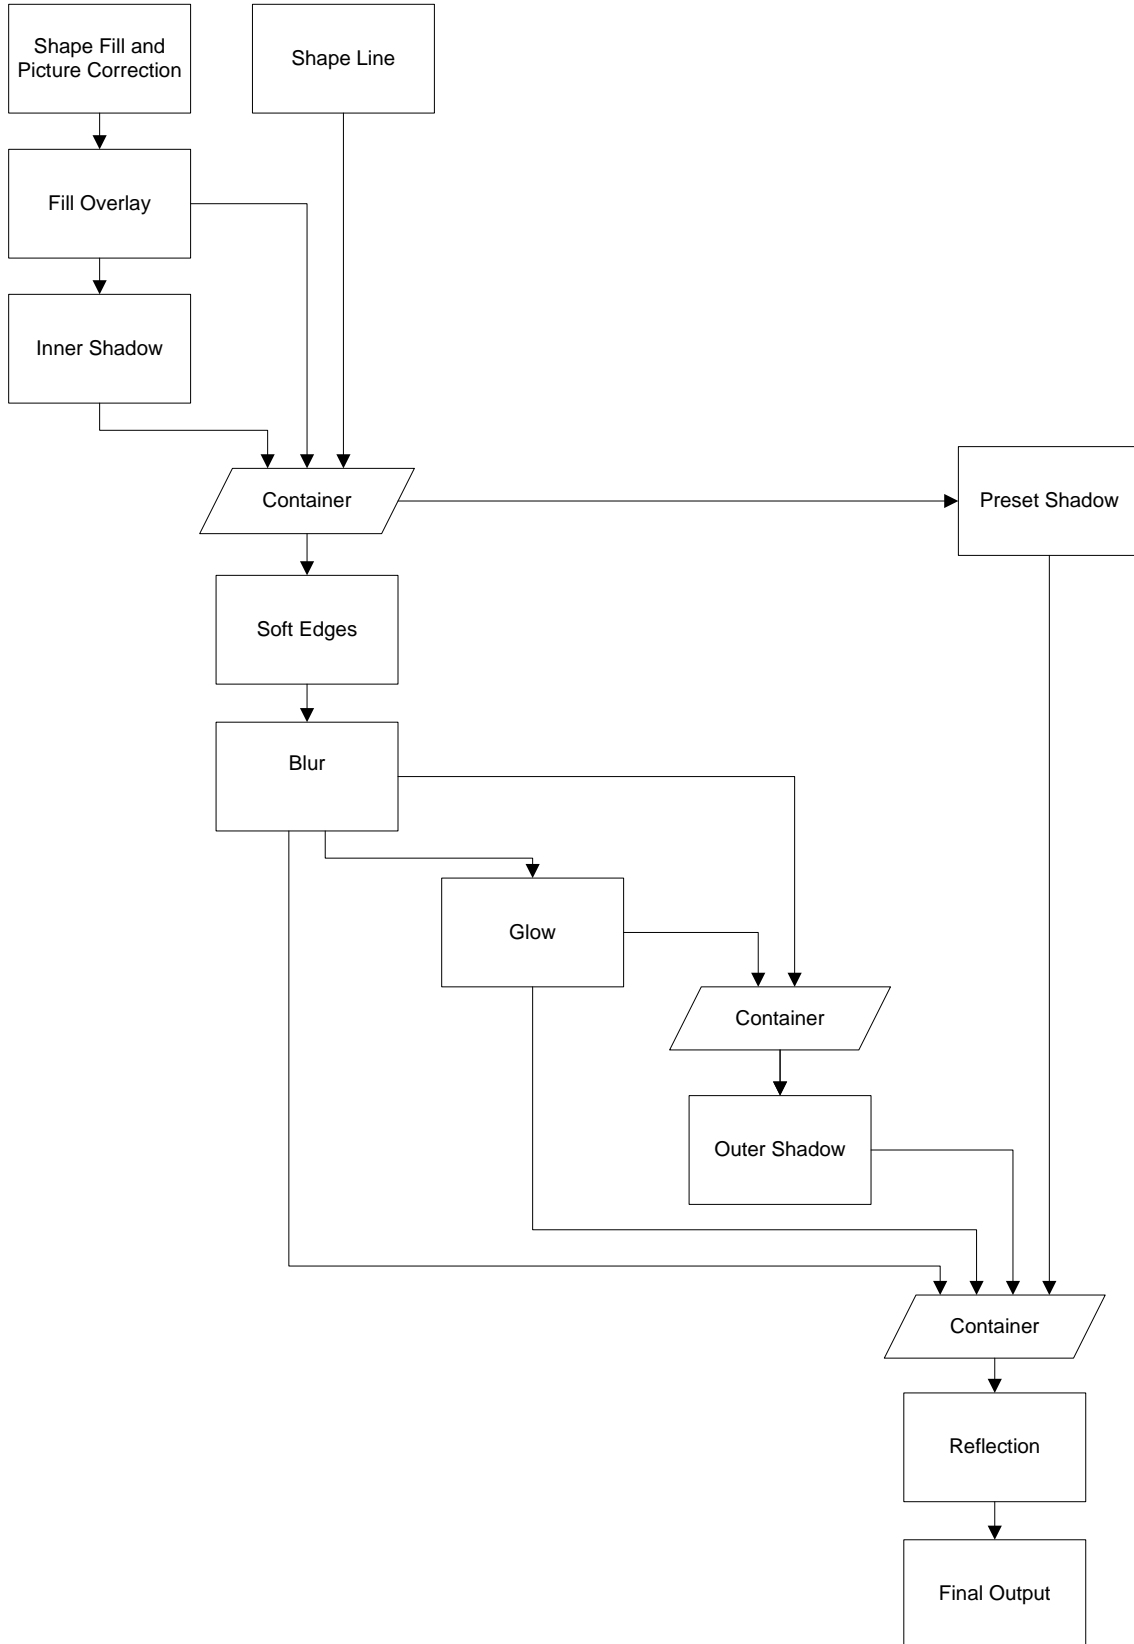 Shape Fill and
Picture Correction
Shape Line
Fill Overlay
Inner Shadow
Container
Preset Shadow
Soft Edges
Blur
Glow
Container
Outer Shadow
Container
Reflection
Final Output